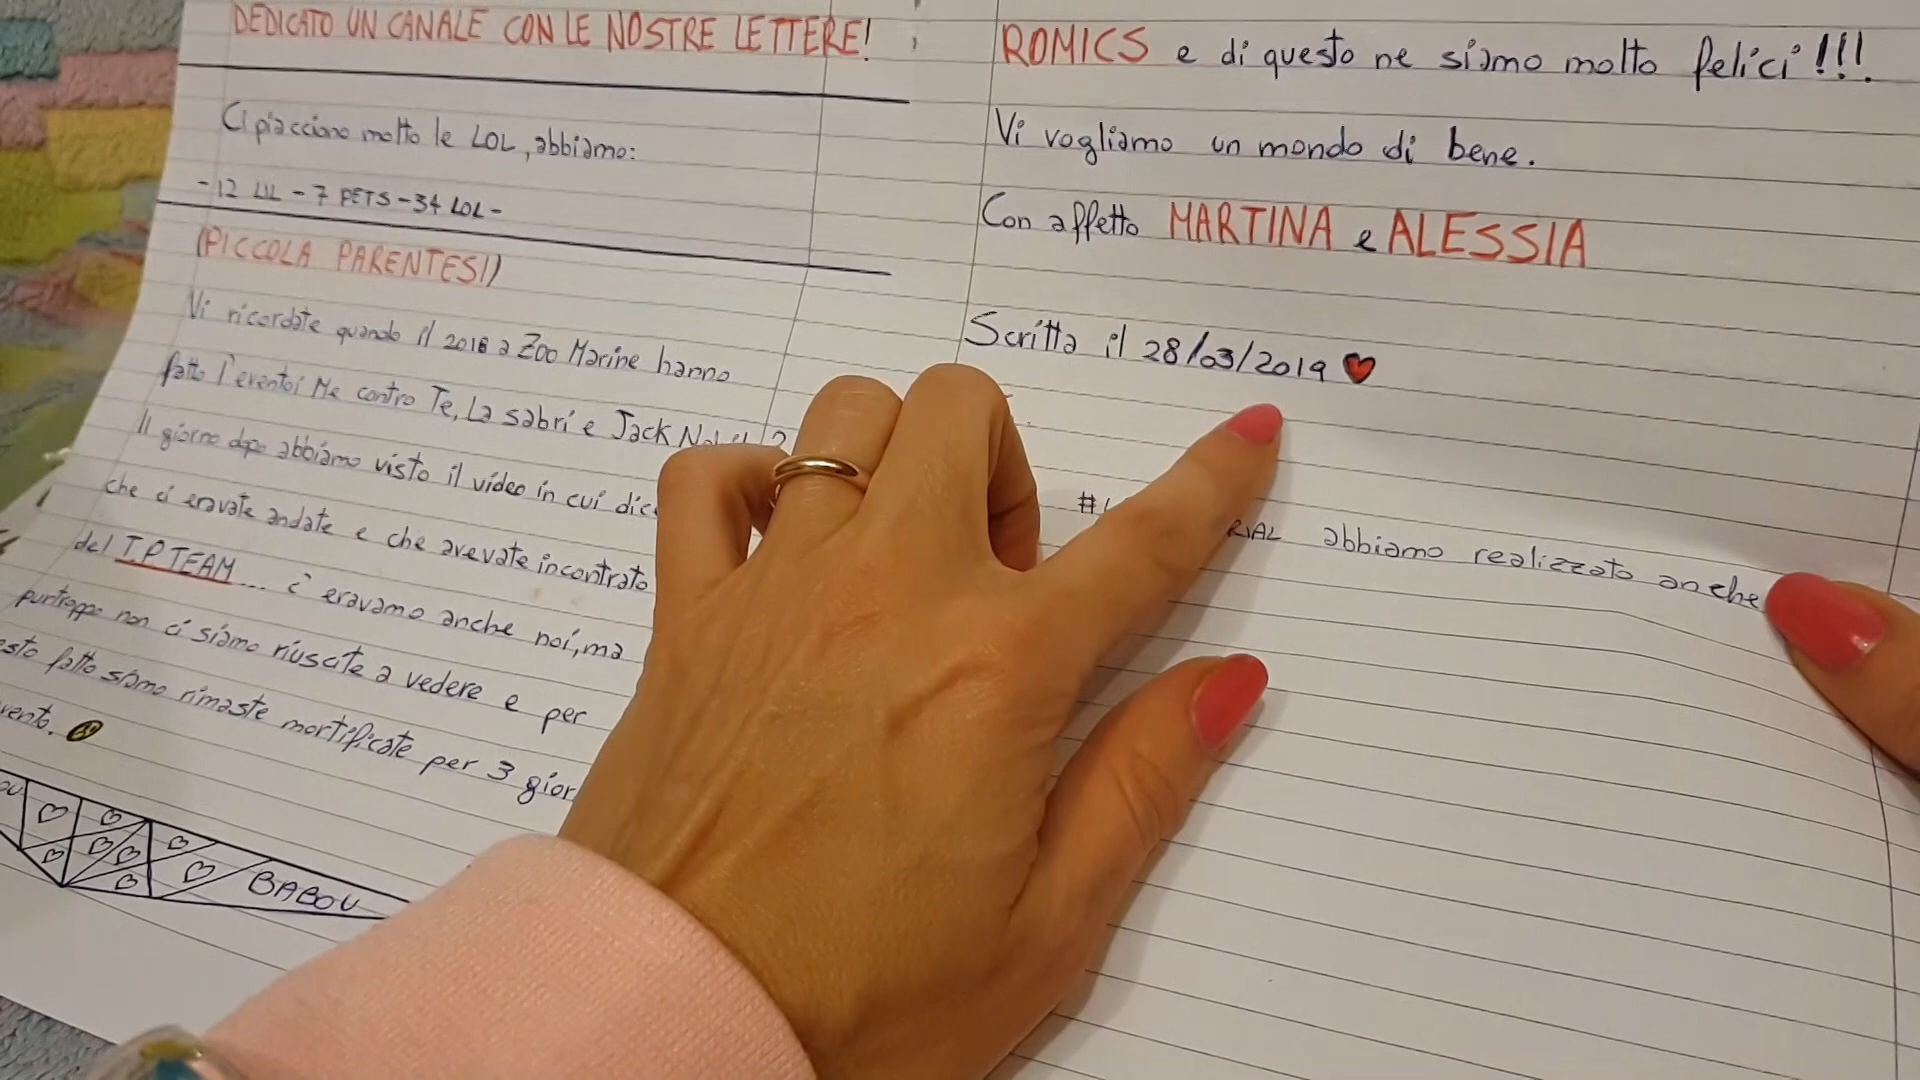 DEDICATO UN CANALE CON LE NOSTRE LETTERE!
Ci piacciono molto le LOL, abbiamo:
-12 LIL - 7 PETS - 34 LOL -
(PICCOLA PARENTESI)
Vi ricordate quando il 2018 a Zoo Marine hanno
fatto l'evento: Me contro Te, La sabri e Jack
Il giorno dopo abbiamo visto il video in cui
che ci eravate andate e che avevate incontrato
del T.P TEAM... c'eravamo anche noi, ma
purtroppo non ci siamo riuscite a vedere e per
fatto siamo rimaste mortificate per 3
BABOU
ROMICS e di questo ne siamo molto felici!!!
Vi vogliamo un mondo di bene.
Con affetto MARTINA e ALESSIA
Scritta il 28/03/2019
abbiamo realizzato anche